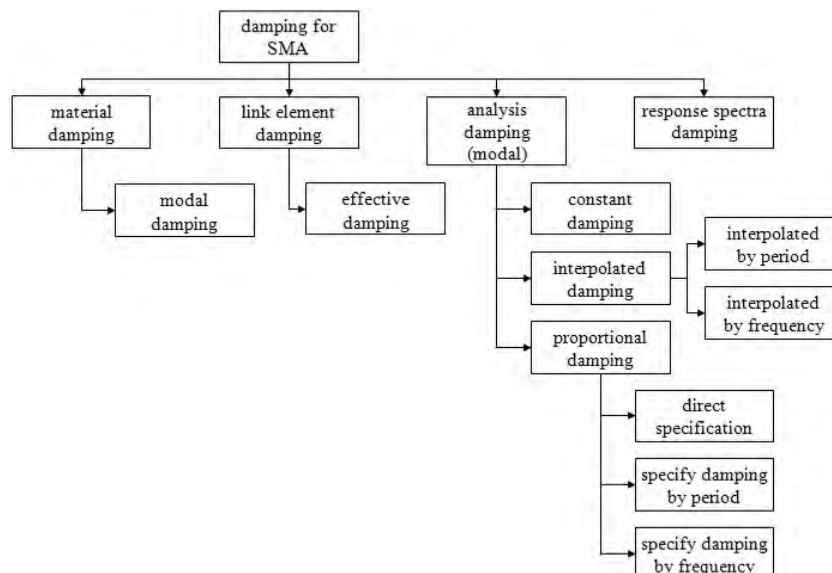 damping for
SMA
material
damping
link element
damping
analysis
damping
(modal)
response spectra
damping
modal
damping
effective
damping
constant
damping
interpolated
damping
interpolated
by period
interpolated
by frequency
proportional
damping
direct
specification
specify damping
by period
specify damping
by frequency